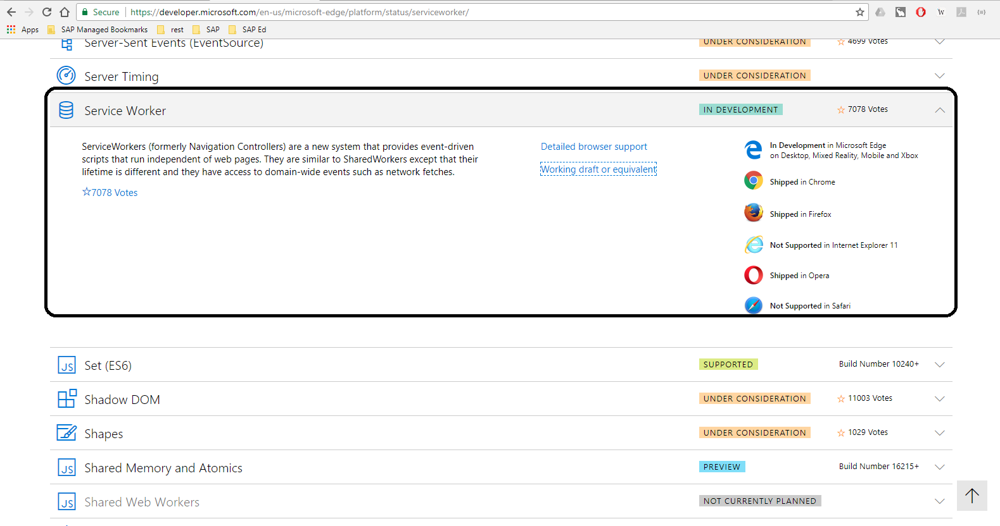 Secure https://developer.microsoft.com/en-us/microsoft-edge/platform/status/serviceworker/
Apps SAP Managed Bookmarks rest SAP SAP Ed
Server-Sent Events (EventSource) UNDER CONSIDERATION 4699 Votes
Server Timing UNDER CONSIDERATION
Service Worker IN DEVELOPMENT 7078 Votes
ServiceWorkers (formerly Navigation Controllers) are a new system that provides event-driven
scripts that run independent of web pages. They are similar to SharedWorkers except that their
lifetime is different and they have access to domain-wide events such as network fetches.
7078 Votes
Detailed browser support
Working draft or equivalent
In Development in Microsoft Edge
on Desktop, Mixed Reality, Mobile and Xbox
Shipped in Chrome
Shipped in Firefox
Not Supported in Internet Explorer 11
Shipped in Opera
Not Supported in Safari
JS Set (ES6) SUPPORTED Build Number 10240+
Shadow DOM UNDER CONSIDERATION 11003 Votes
Shapes UNDER CONSIDERATION 1029 Votes
JS Shared Memory and Atomics PREVIEW Build Number 16215+
JS Shared Web Workers NOT CURRENTLY PLANNED